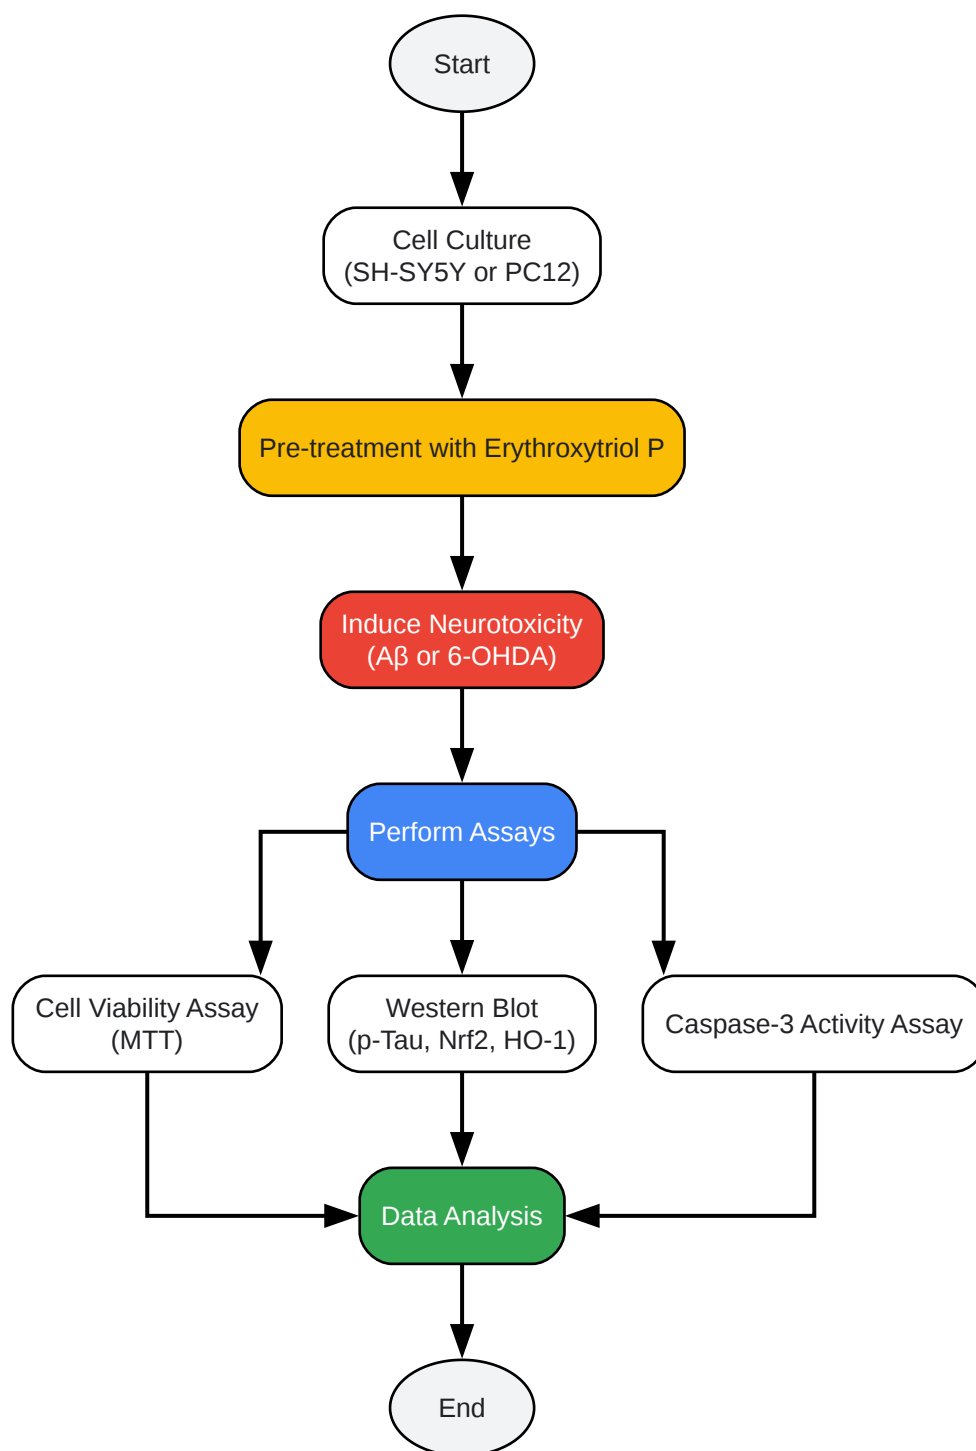 Start
Cell Culture
(SH-SY5Y or PC12)
Pre-treatment with Erythroxytriol P
Induce Neurotoxicity
(Aβ or 6-OHDA)
Perform Assays
Cell Viability Assay
(MTT)
Western Blot
(p-Tau, Nrf2, HO-1)
Caspase-3 Activity Assay
Data Analysis
End